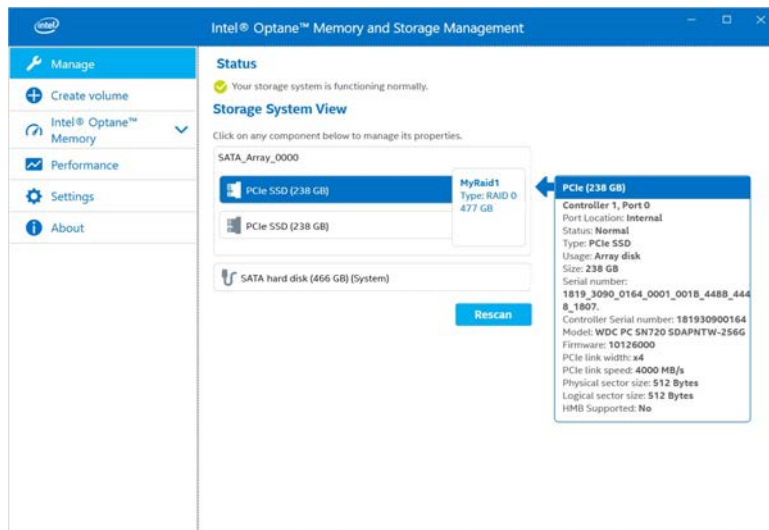 intel
Intel® Optane™ Memory and Storage Management
Manage
Create volume
Intel® Optane™
Memory
Performance
Settings
About
Status
Your storage system is functioning normally.
Storage System View
Click on any component below to manage its properties.
SATA_Array_0000
PCIe SSD (238 GB)
PCIe SSD (238 GB)
MyRaid1
Type: RAID 0
477 GB
SATA hard disk (466 GB) (System)
Rescan
PCIe (238 GB)
Controller 1, Port 0
Port Location: Internal
Status: Normal
Type: PCIe SSD
Usage: Array disk
Size: 238 GB
Serial number:
1819_3090_0164_0001_001B_448B_444
8_1807.
Controller Serial number: 181930900164
Model: WDC PC SN720 SDAPNTW-256G
Firmware: 10126000
PCIe link width: x4
PCIe link speed: 4000 MB/s
Physical sector size: 512 Bytes
Logical sector size: 512 Bytes
HMB Supported: No